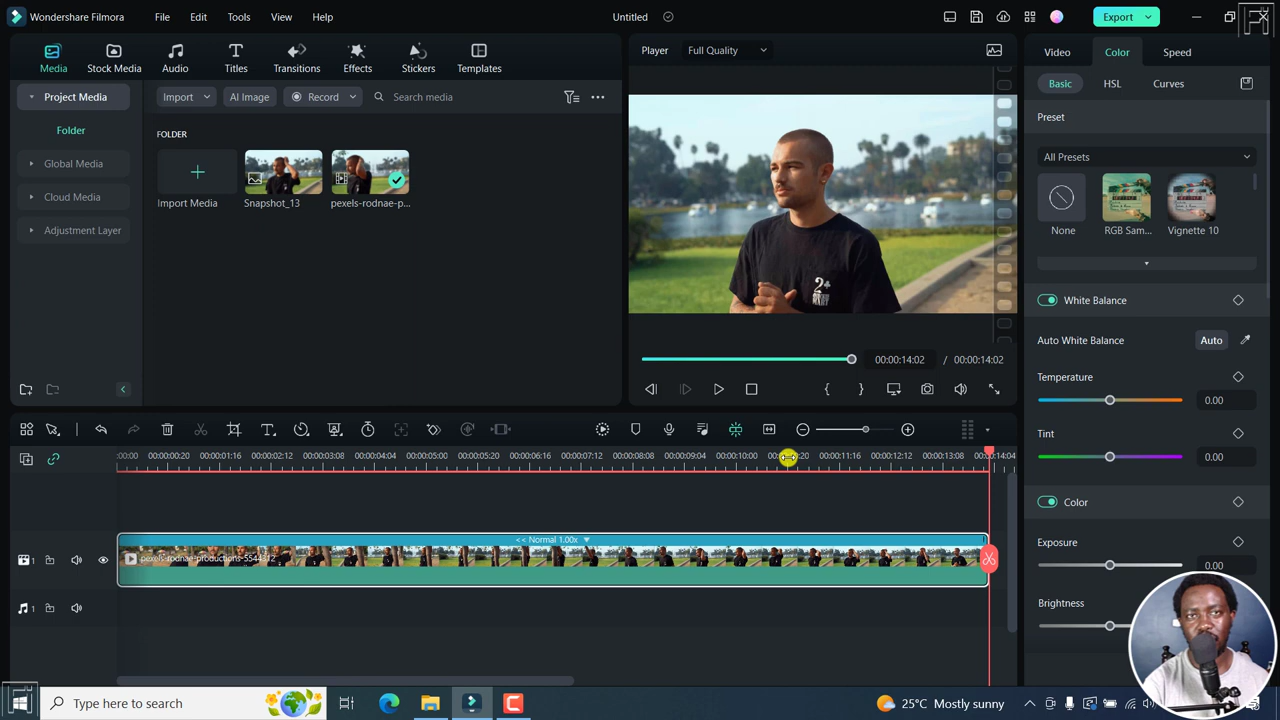 Wondershare Filmora File Edit Tools View Help Untitled Export
Media Stock Media Audio Titles Transitions Effects Stickers Templates
Player Full Quality
Video Color Speed
Project Media
Import AI Image Record Search media
Basic HSL Curves
Folder
FOLDER
Preset
Global Media
All Presets
Cloud Media
Import Media Snapshot_13 pexels-rodnae-p...
Adjustment Layer
None RGB Sam... Vignette 10
2+
White Balance
Auto White Balance Auto
00:00:14:02 / 00:00:14:02
Temperature
0.00
Tint
0.00
:00:00 00:00:00:20 00:00:01:16 00:00:02:12 00:00:03:08 00:00:04:04 00:00:05:00 00:00:05:20 00:00:06:16 00:00:07:12 00:00:08:08 00:00:09:04 00:00:10:00 00:00:11:16 00:00:12:12 00:00:13:08 00:00:14:04
Color
Exposure
0.00
<< Normal 1.00x
pexels-rodnae-productions-5544312
1
Brightness
1
Type here to search
25°C Mostly sunny